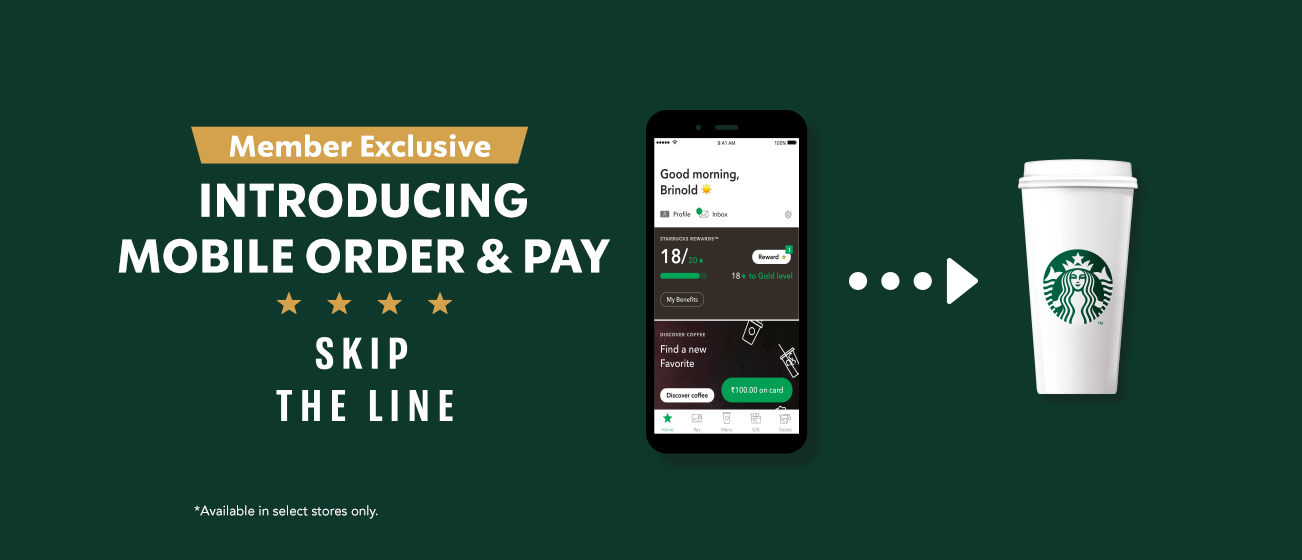 Member Exclusive
INTRODUCING
MOBILE ORDER & PAY
SKIP
THE LINE
*Available in select stores only.
9:41 AM
100%
Good morning,
Brinold
Profile
Inbox
STARBUCKS REWARDS™
18/20★
Reward
1
18★ to Gold level
My Benefits
DISCOVER COFFEE
Find a new
Favorite
₹100.00 on card
Discover coffee
Home Pay Menu Gift Stores
TM